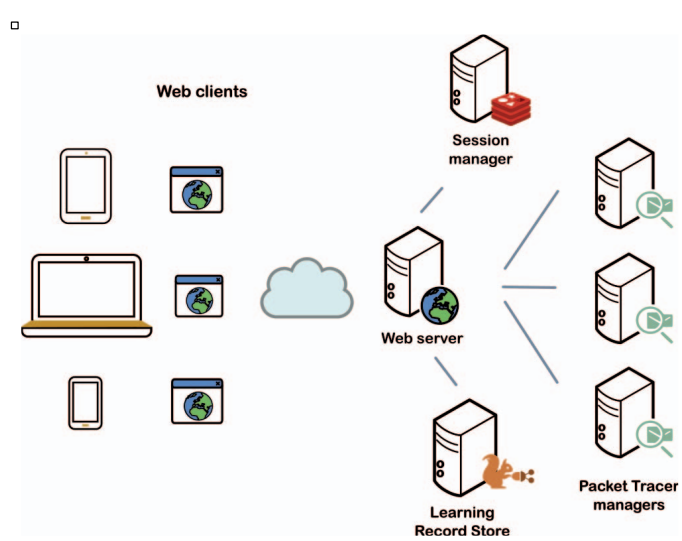 Web clients
Session
manager
Web server
Learning
Record Store
Packet Tracer
managers